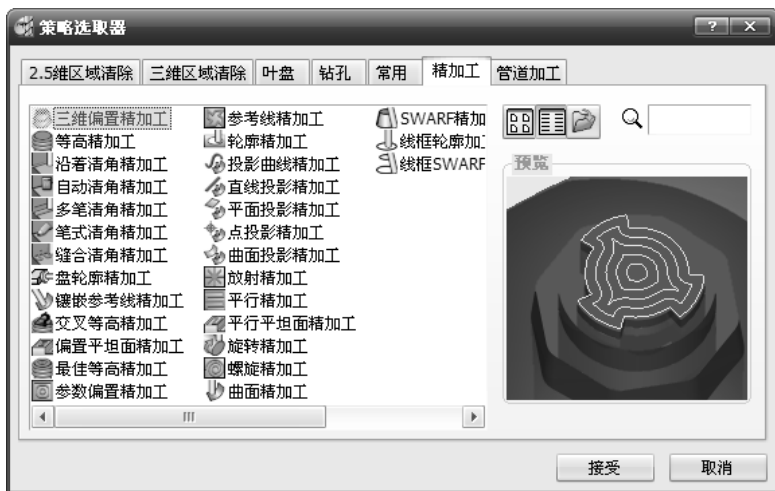 策略选取器
2.5维区域清除 三维区域清除 叶盘 钻孔 常用 精加工 管道加工
三维偏置精加工 参考线精加工 SWARF精加
等高精加工 轮廓精加工 线框轮廓加工
沿着清角精加工 投影曲线精加工 线框SWARF
自动清角精加工 直线投影精加工
多笔清角精加工 平面投影精加工
笔式清角精加工 点投影精加工
缝合清角精加工 曲面投影精加工
盘轮廓精加工 放射精加工
镶嵌参考线精加工 平行精加工
交叉等高精加工 平行平坦面精加工
偏置平坦面精加工 旋转精加工
最佳等高精加工 螺旋精加工
参数偏置精加工 曲面精加工
预览
接受 取消